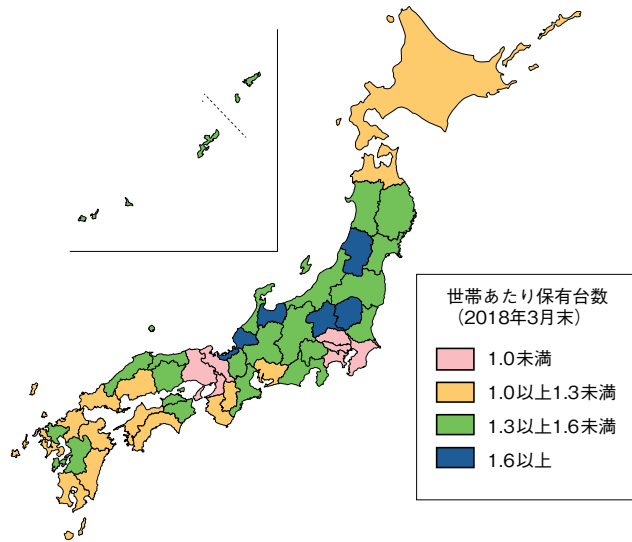 世帯あたり保有台数
（2018年3月末）
1.0未満
1.0以上1.3未満
1.3以上1.6未満
1.6以上